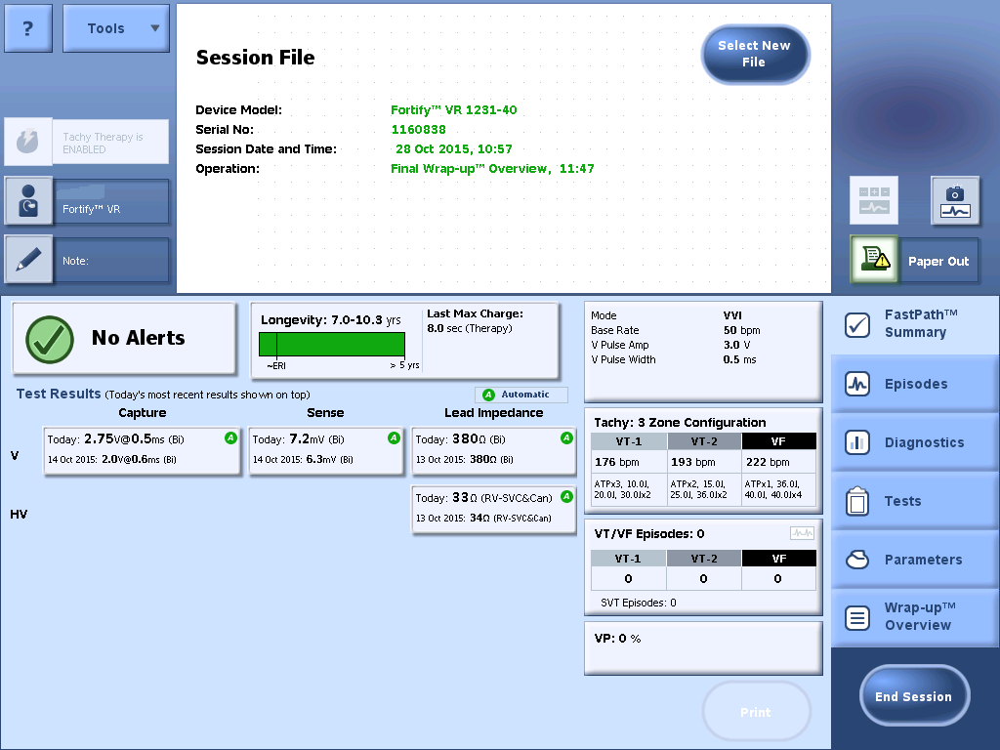 ?
Tools
Session File
Select New
File
Device Model: Fortify™ VR 1231-40
Serial No: 1160838
Session Date and Time: 28 Oct 2015, 10:57
Operation: Final Wrap-up™ Overview, 11:47
Tachy Therapy is
ENABLED
Fortify™ VR
Note:
Paper Out
No Alerts
Longevity: 7.0-10.3 yrs
~ERI > 5 yrs
Last Max Charge:
8.0 sec (Therapy)
Test Results (Today's most recent results shown on top)
A Automatic
Capture Sense Lead Impedance
V
Today: 2.75V@0.5ms (Bi) A
14 Oct 2015: 2.0V@0.6ms (Bi)
Today: 7.2mV (Bi) A
14 Oct 2015: 6.3mV (Bi)
Today: 380Ω (Bi) A
13 Oct 2015: 380Ω (Bi)
HV
Today: 33Ω (RV-SVC&Can) A
13 Oct 2015: 34Ω (RV-SVC&Can)
Mode VVI
Base Rate 50 bpm
V Pulse Amp 3.0 V
V Pulse Width 0.5 ms
Tachy: 3 Zone Configuration
VT-1 VT-2 VF
176 bpm 193 bpm 222 bpm
ATPx3, 10.0J, ATPx2, 15.0J, ATPx1, 36.0J,
20.0J, 30.0Jx2 25.0J, 36.0Jx2 40.0J, 40.0Jx4
VT/VF Episodes: 0
VT-1 VT-2 VF
0 0 0
SVT Episodes: 0
VP: 0 %
Print
FastPath™
Summary
Episodes
Diagnostics
Tests
Parameters
Wrap-up™
Overview
End Session